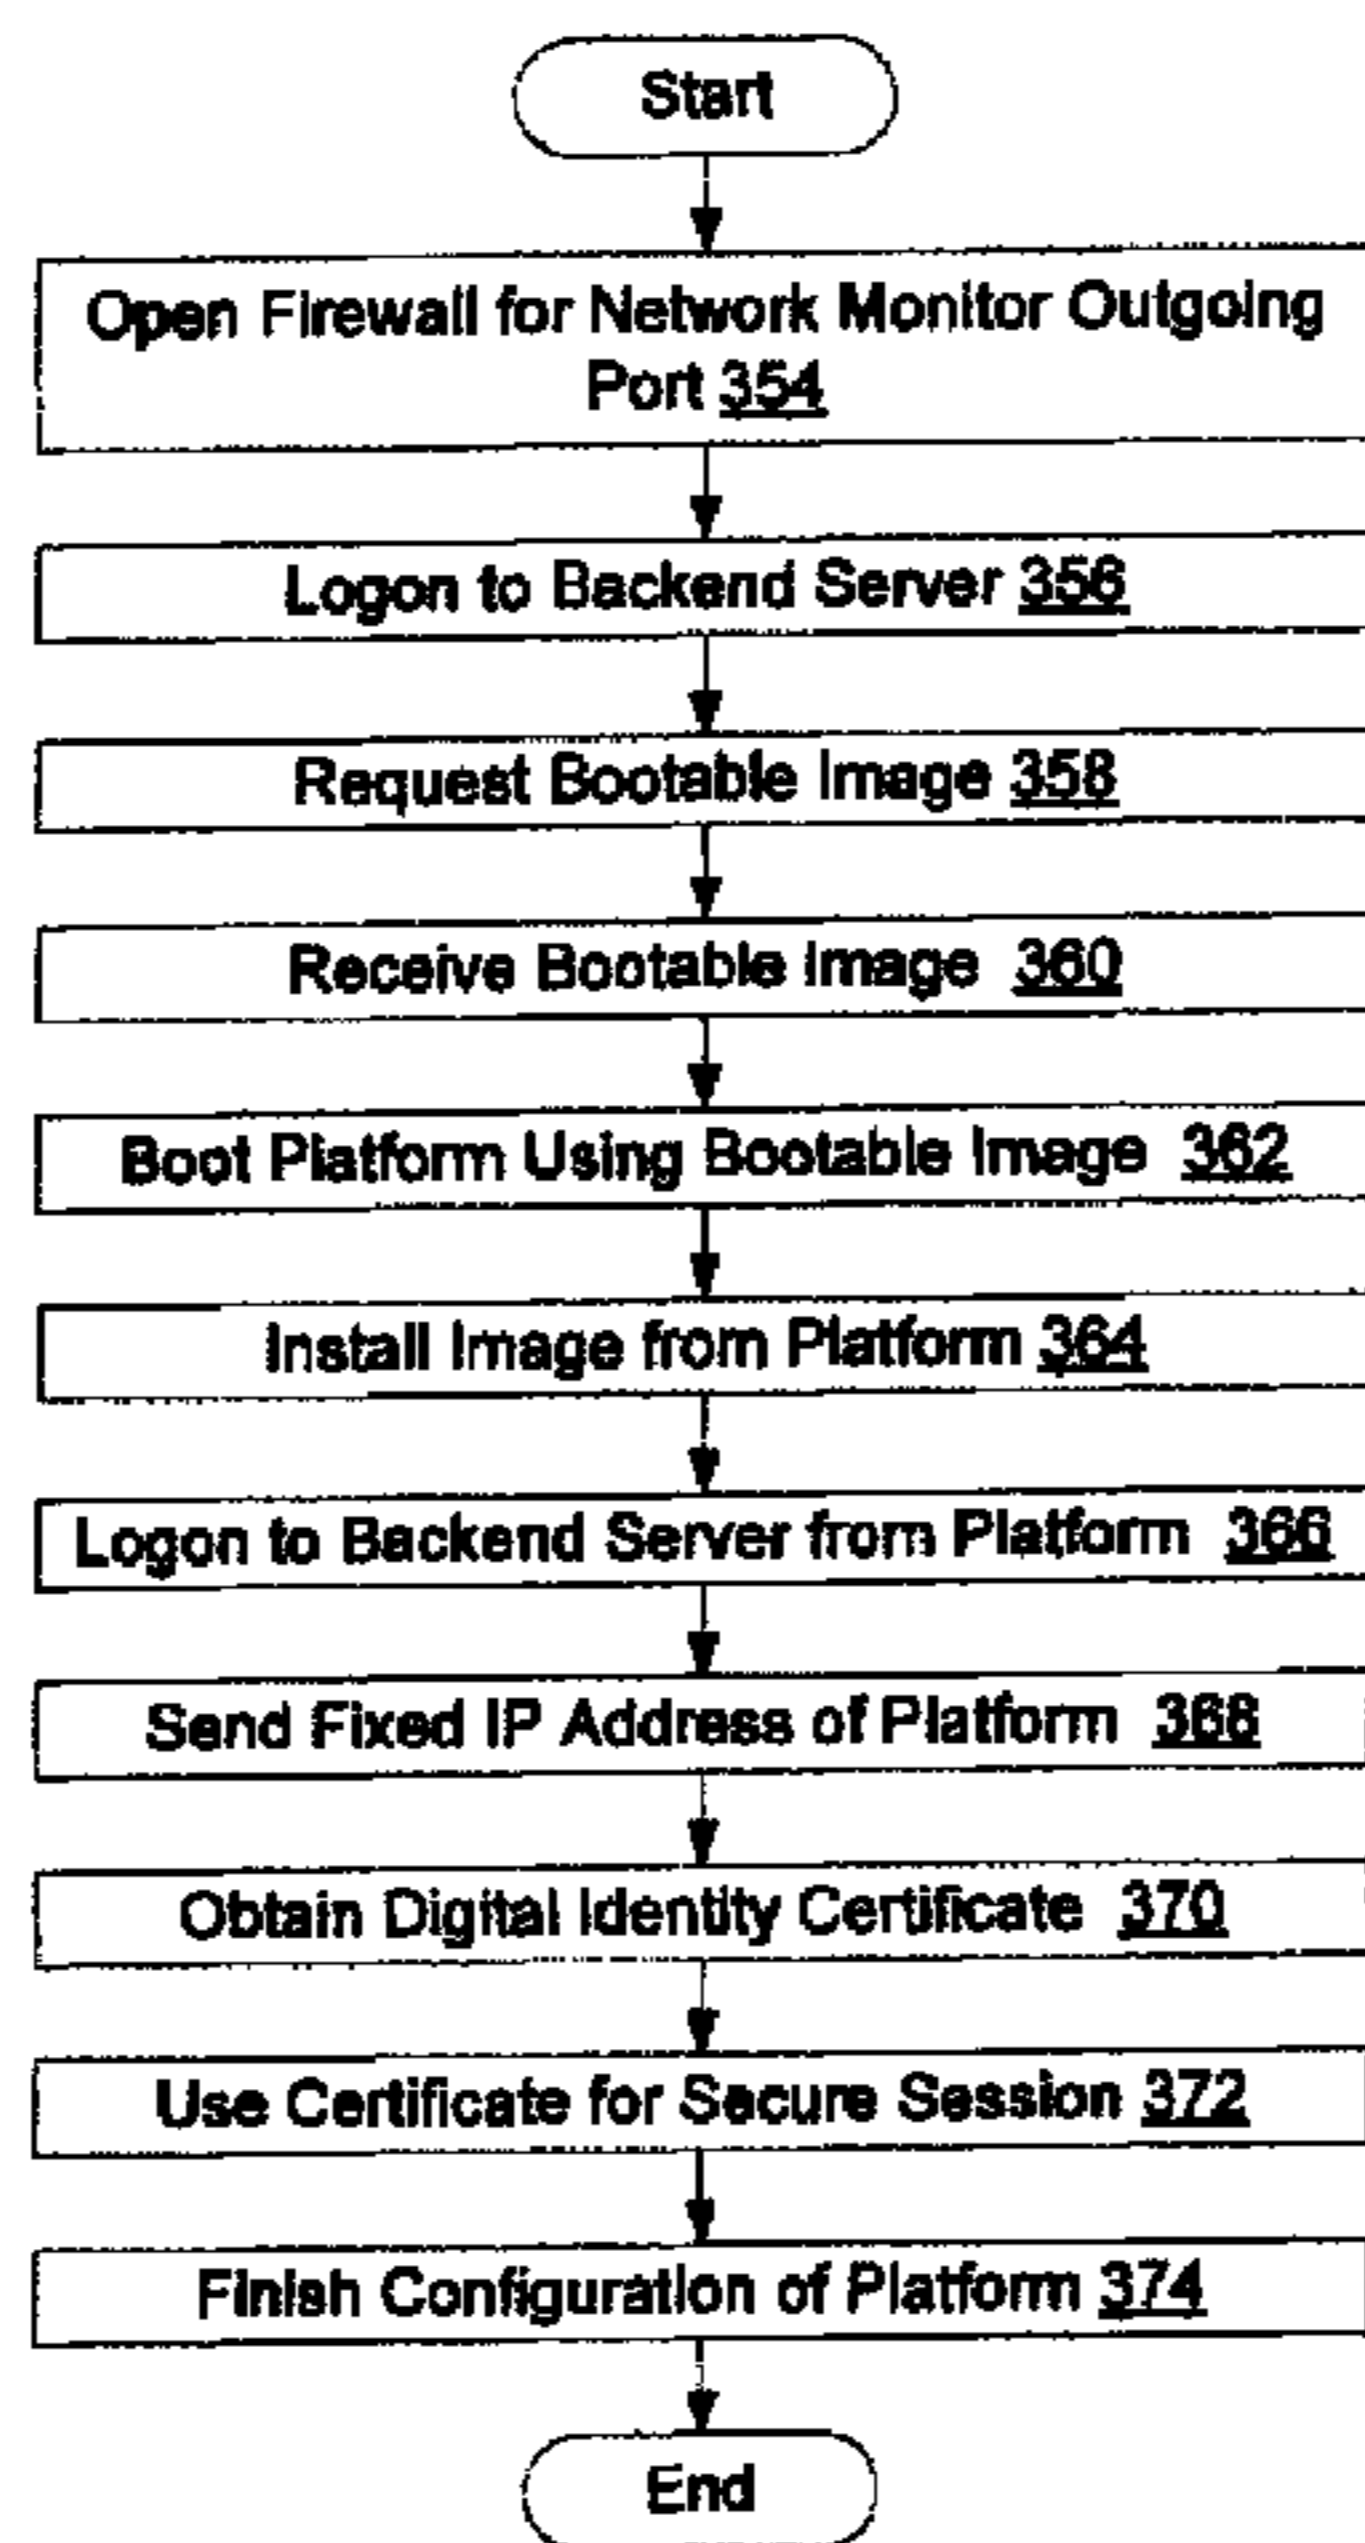 Start
Open Firewall for Network Monitor Outgoing
Port 354
Logon to Backend Server 356
Request Bootable Image 358
Receive Bootable Image 360
Boot Platform Using Bootable Image 362
Install Image from Platform 364
Logon to Backend Server from Platform 366
Send Fixed IP Address of Platform 368
Obtain Digital Identity Certificate 370
Use Certificate for Secure Session 372
Finish Configuration of Platform 374
End